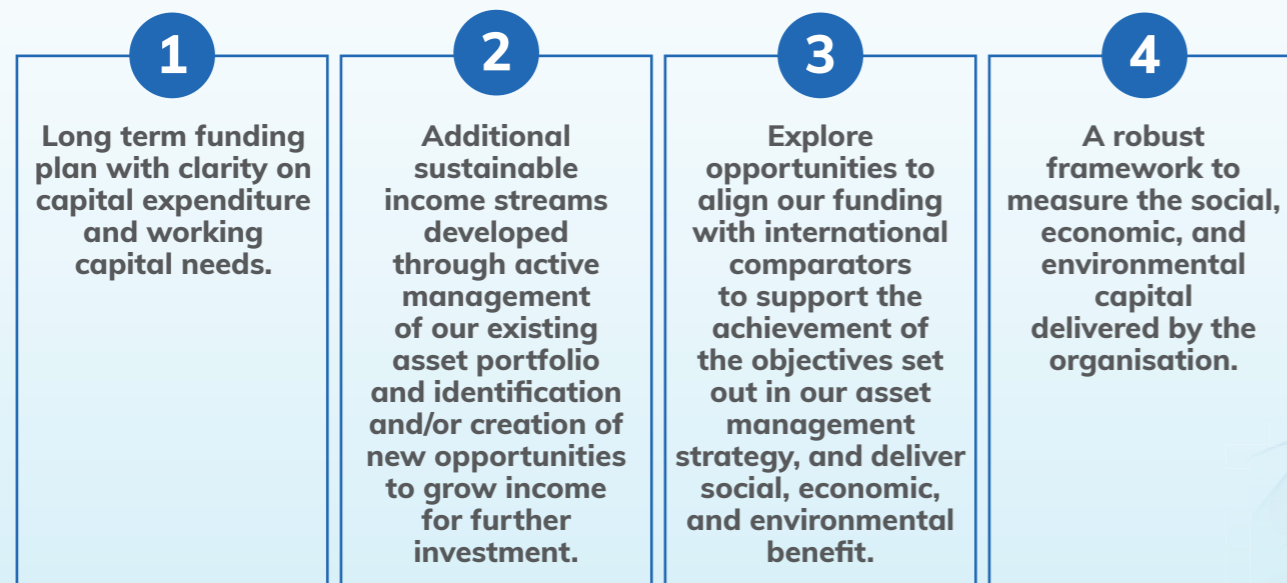 1
Long term funding
plan with clarity on
capital expenditure
and working
capital needs.
2
Additional
sustainable
income streams
developed
through active
management
of our existing
asset portfolio
and identification
and/or creation of
new opportunities
to grow income
for further
investment.
3
Explore
opportunities to
align our funding
with international
comparators
to support the
achievement of
the objectives set
out in our asset
management
strategy, and deliver
social, economic,
and environmental
benefit.
4
A robust
framework to
measure the social,
economic, and
environmental
capital
delivered by the
organisation.